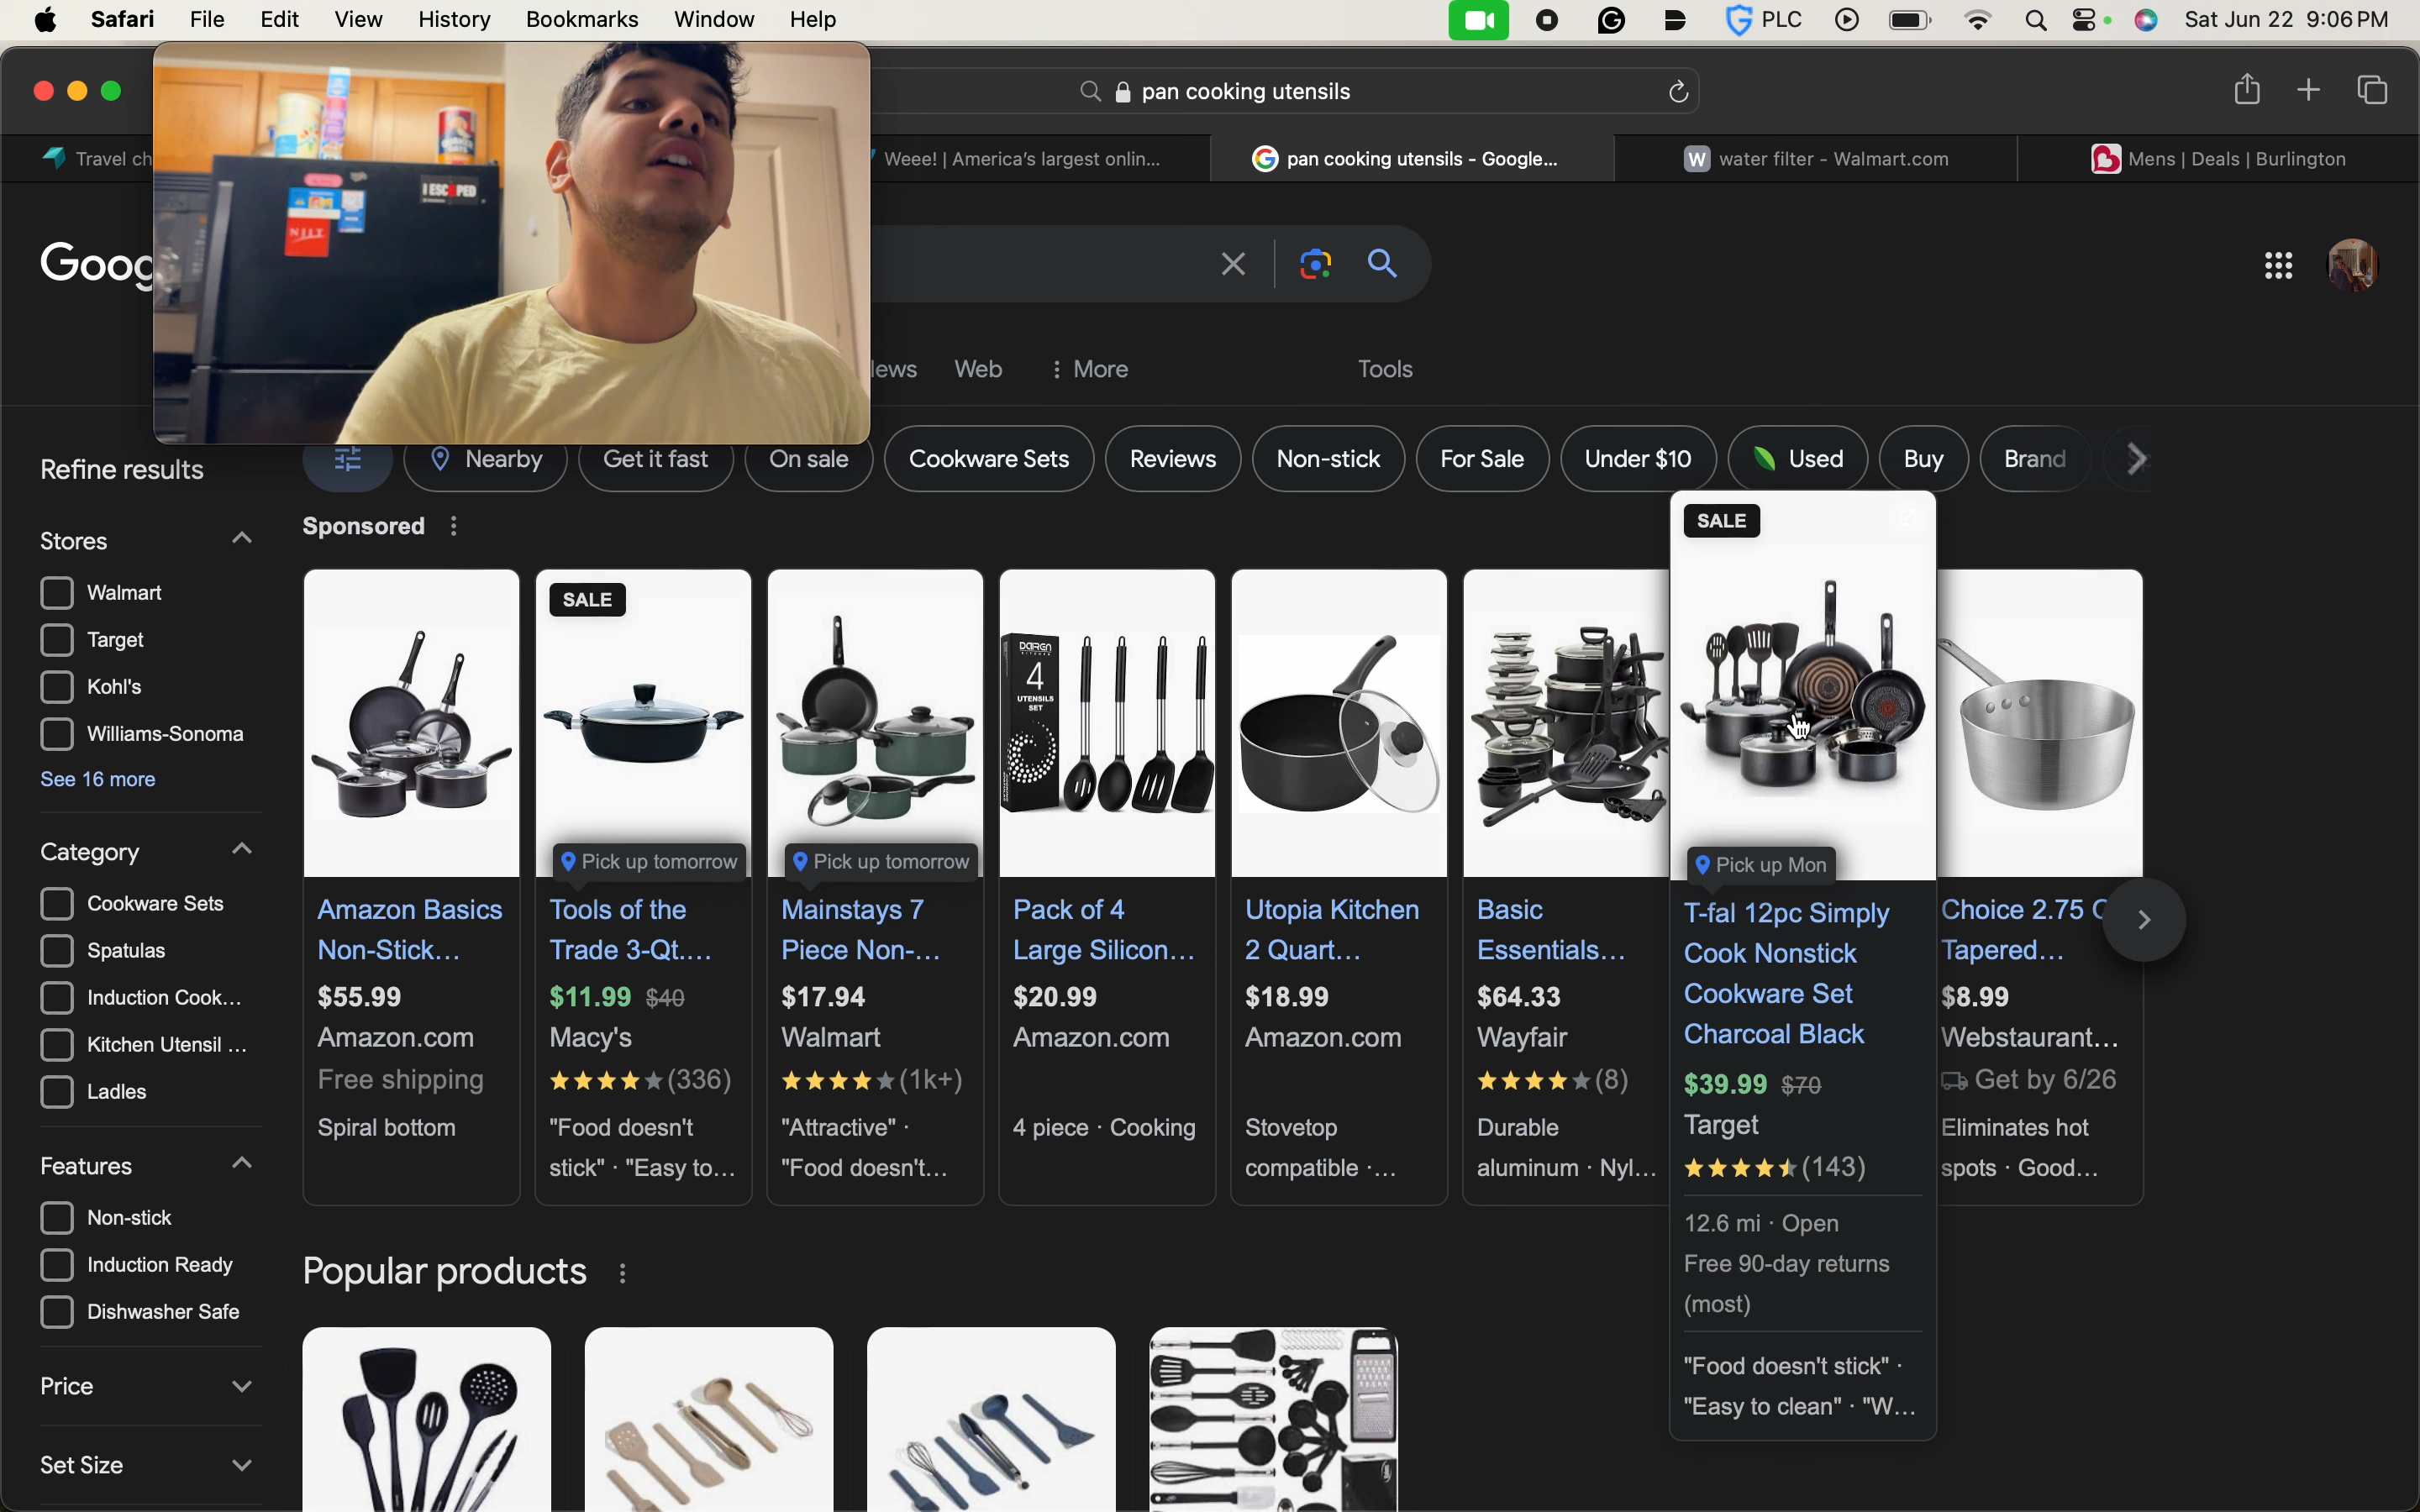 Safari File Edit View History Bookmarks Window Help PLC Sat Jun 22 9:06 PM
pan cooking utensils
Travel ch
Weee! | America's largest onlin...
pan cooking utensils - Google...
W water filter - Walmart.com
Mens | Deals | Burlington
I ESCAPED
NJIT
Goog
ews Web More Tools
Nearby Get it fast On sale Cookware Sets Reviews Non-stick For Sale Under $10 Used Buy Brand
Refine results
Stores
Walmart
Target
Kohl's
Williams-Sonoma
See 16 more
Category
Cookware Sets
Spatulas
Induction Cook...
Kitchen Utensil ...
Ladles
Features
Non-stick
Induction Ready
Dishwasher Safe
Price
Set Size
Sponsored
Amazon Basics
Non-Stick...
$55.99
Amazon.com
Free shipping
Spiral bottom
SALE
Pick up tomorrow
Tools of the
Trade 3-Qt....
$11.99 $40
Macy's
(336)
"Food doesn't
stick" · "Easy to...
Pick up tomorrow
Mainstays 7
Piece Non-...
$17.94
Walmart
(1k+)
"Attractive" ·
"Food doesn't...
DAIREN
KITCHEN
4
UTENSILS
SET
Pack of 4
Large Silicon...
$20.99
Amazon.com
4 piece · Cooking
Utopia Kitchen
2 Quart...
$18.99
Amazon.com
Stovetop
compatible ·...
Basic
Essentials...
$64.33
Wayfair
(8)
Durable
aluminum · Nyl...
SALE
Pick up Mon
T-fal 12pc Simply
Cook Nonstick
Cookware Set
Charcoal Black
$39.99 $70
Target
(143)
12.6 mi · Open
Free 90-day returns
(most)
"Food doesn't stick" ·
"Easy to clean" · "W...
Choice 2.75
Tapered...
$8.99
Webstaurant...
Get by 6/26
Eliminates hot
spots · Good...
Popular products